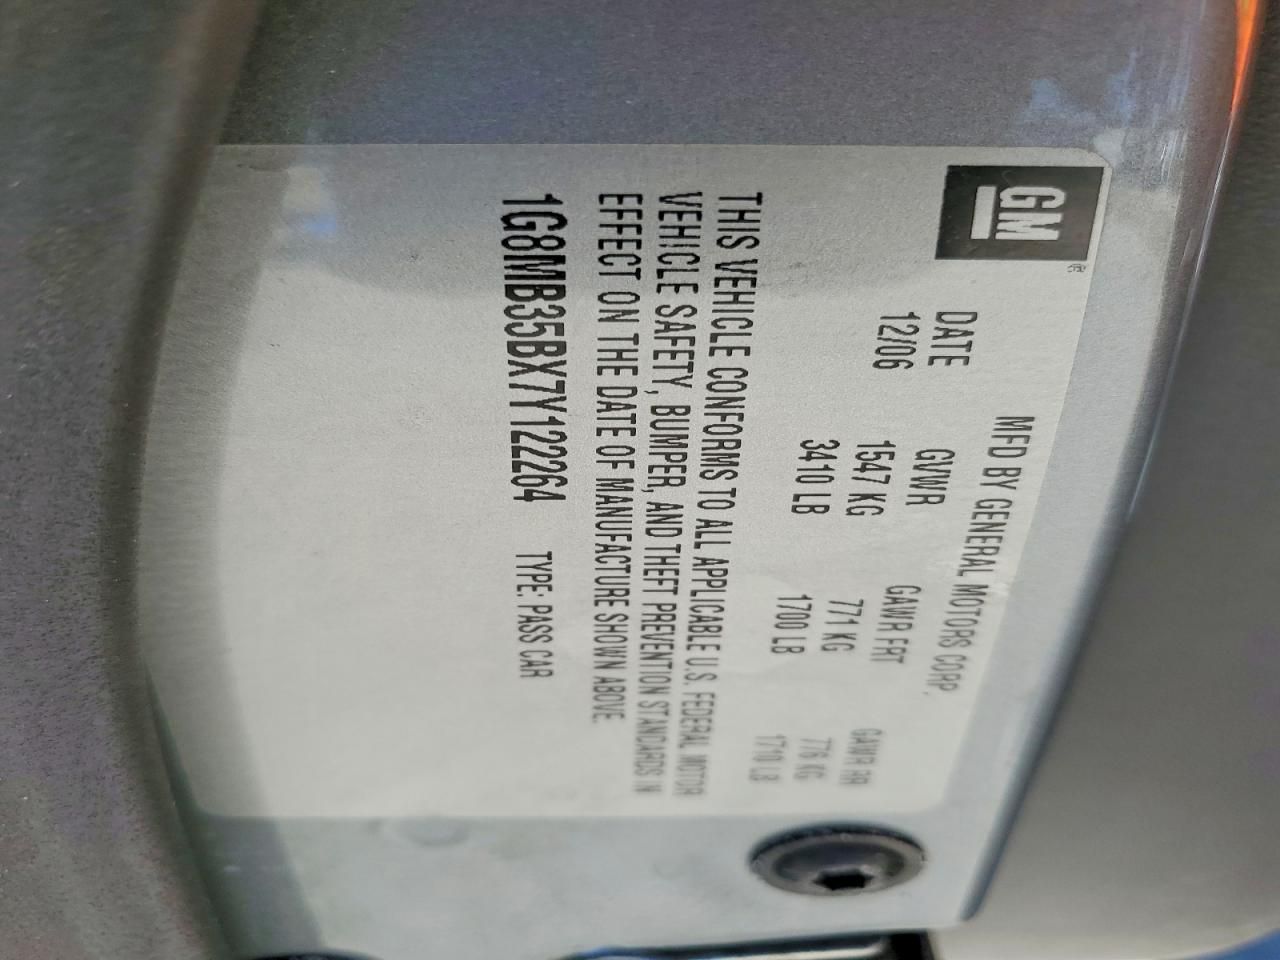 GM
MFD BY GENERAL MOTORS CORP.
DATE GVWR GAWR FRT GAWR RR
12/06 1547 KG 771 KG 776 KG
3410 LB 1700 LB 1710 LB
THIS VEHICLE CONFORMS TO ALL APPLICABLE U.S. FEDERAL MOTOR
VEHICLE SAFETY, BUMPER, AND THEFT PREVENTION STANDARDS IN
EFFECT ON THE DATE OF MANUFACTURE SHOWN ABOVE.
1G8MB35BX7Y122264 TYPE: PASS CAR